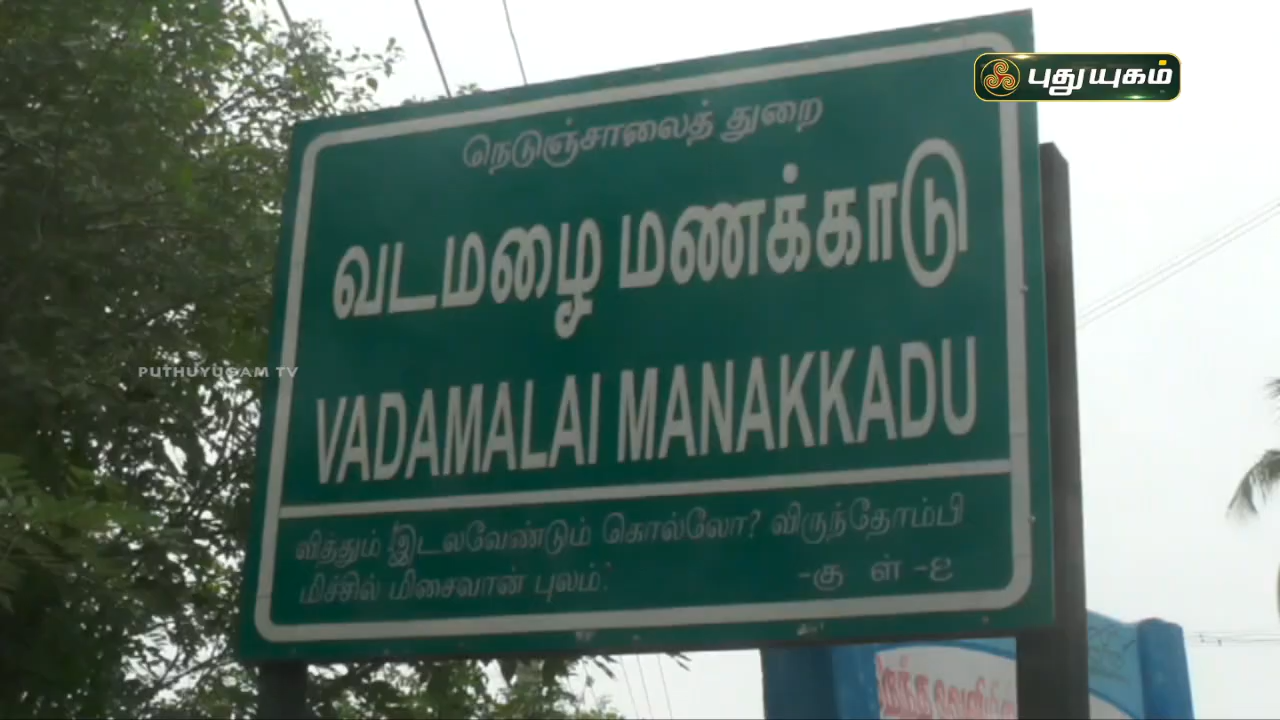 புதுயுகம்
நெடுஞ்சாலைத் துறை
வடமழை மணக்காடு
PUTHUYUGAM TV
VADAMALAI MANAKKADU
வித்தும் இடலவேண்டும் கொல்லோ? விருந்தோம்பி
மிச்சில் மிசைவான் புலம்.